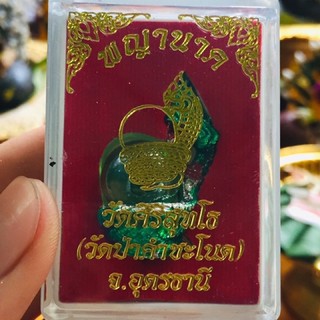 พญานาค
วัดศิริสุทโธ
(วัดป่าคำชะโนด)
จ.อุดรธานี